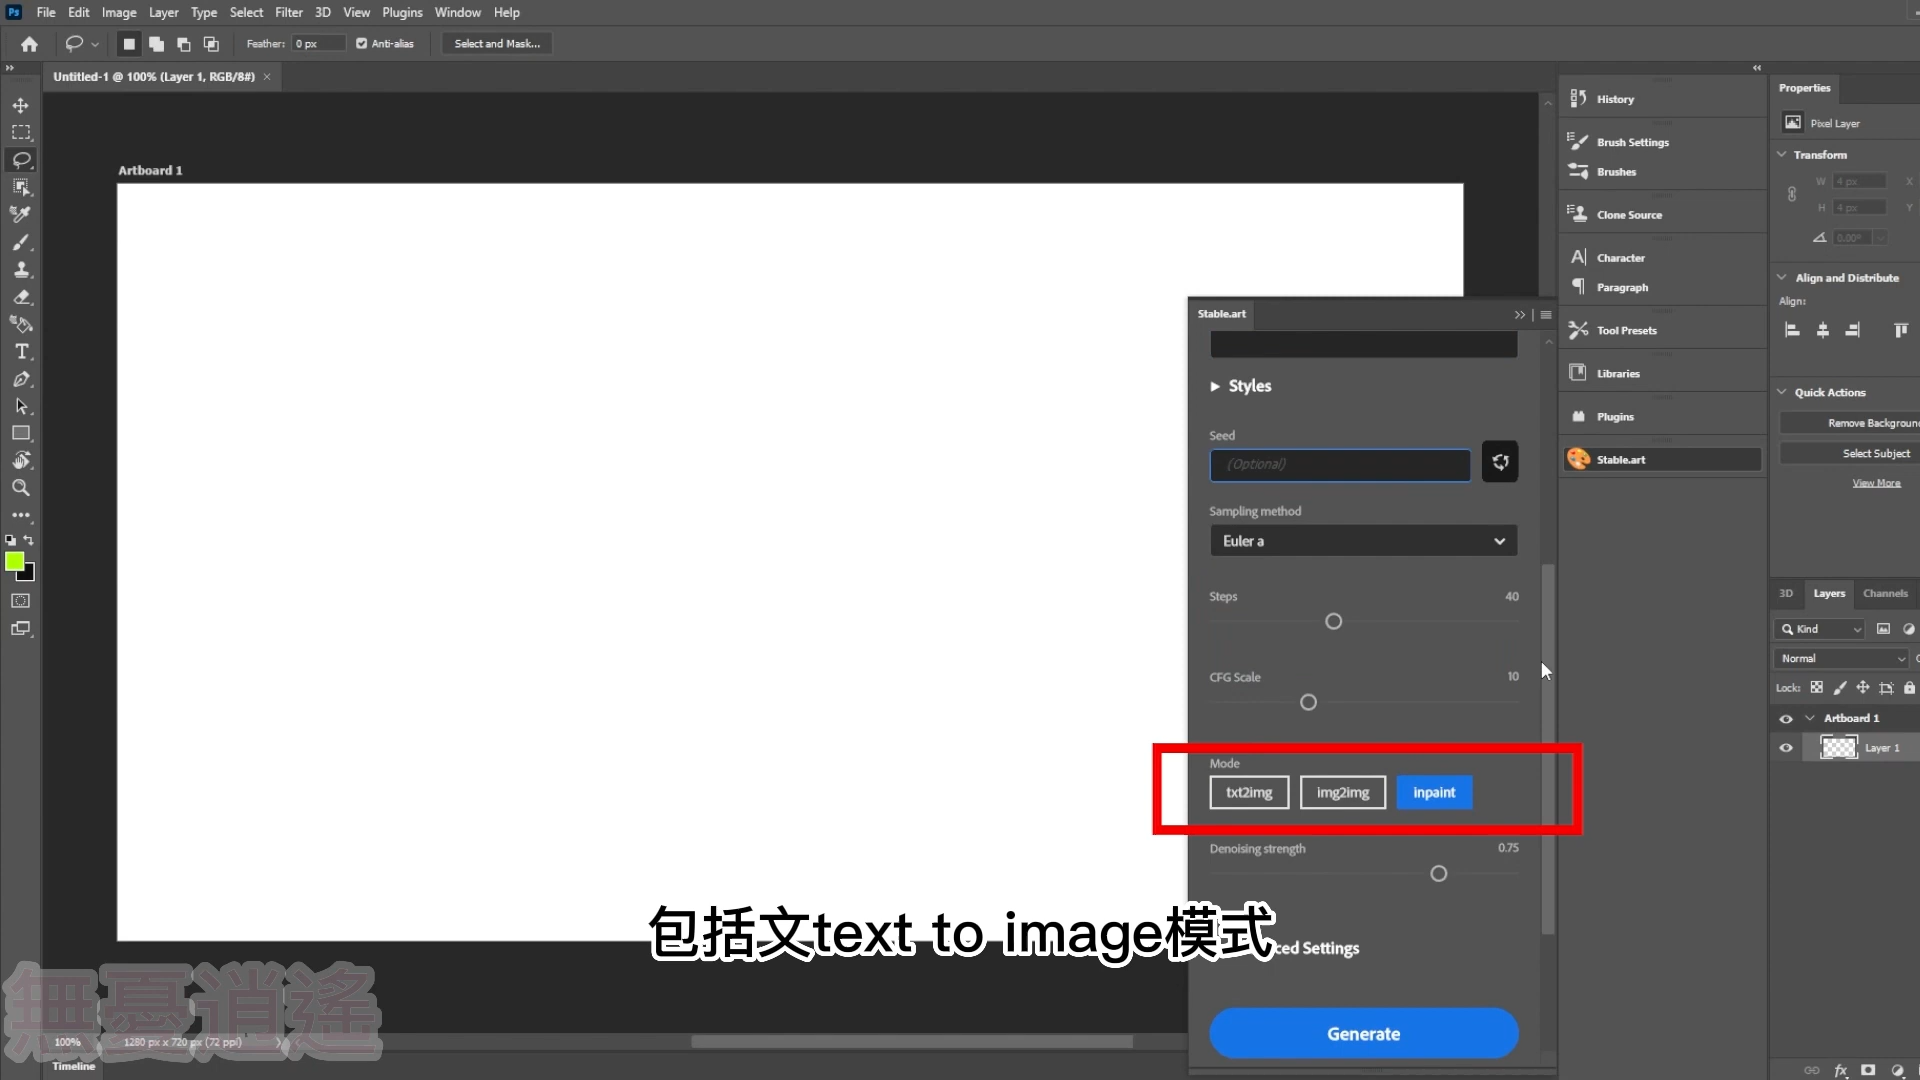 Ps File Edit Image Layer Type Select Filter 3D View Plugins Window Help
Feather: 0 px Anti-alias Select and Mask...
Untitled-1 @ 100% (Layer 1, RGB/8#) ×
Artboard 1
Stable.art
Styles
Seed
(Optional)
Sampling method
Euler a
Steps 40
CFG Scale 10
Mode
txt2img img2img inpaint
Denoising strength 0.75
ced Settings
Generate
包括文text to image模式
無憂逍遙
100% 1280 px x 720 px (72 ppi)
Timeline
History
Brush Settings
Brushes
Clone Source
Character
Paragraph
Tool Presets
Libraries
Plugins
Stable.art
Properties
Pixel Layer
Transform
W 4 px X
H 4 px Y
0.00°
Align and Distribute
Align:
Quick Actions
Remove Background
Select Subject
View More
3D Layers Channels
Kind
Normal
Lock:
Artboard 1
Layer 1
fx